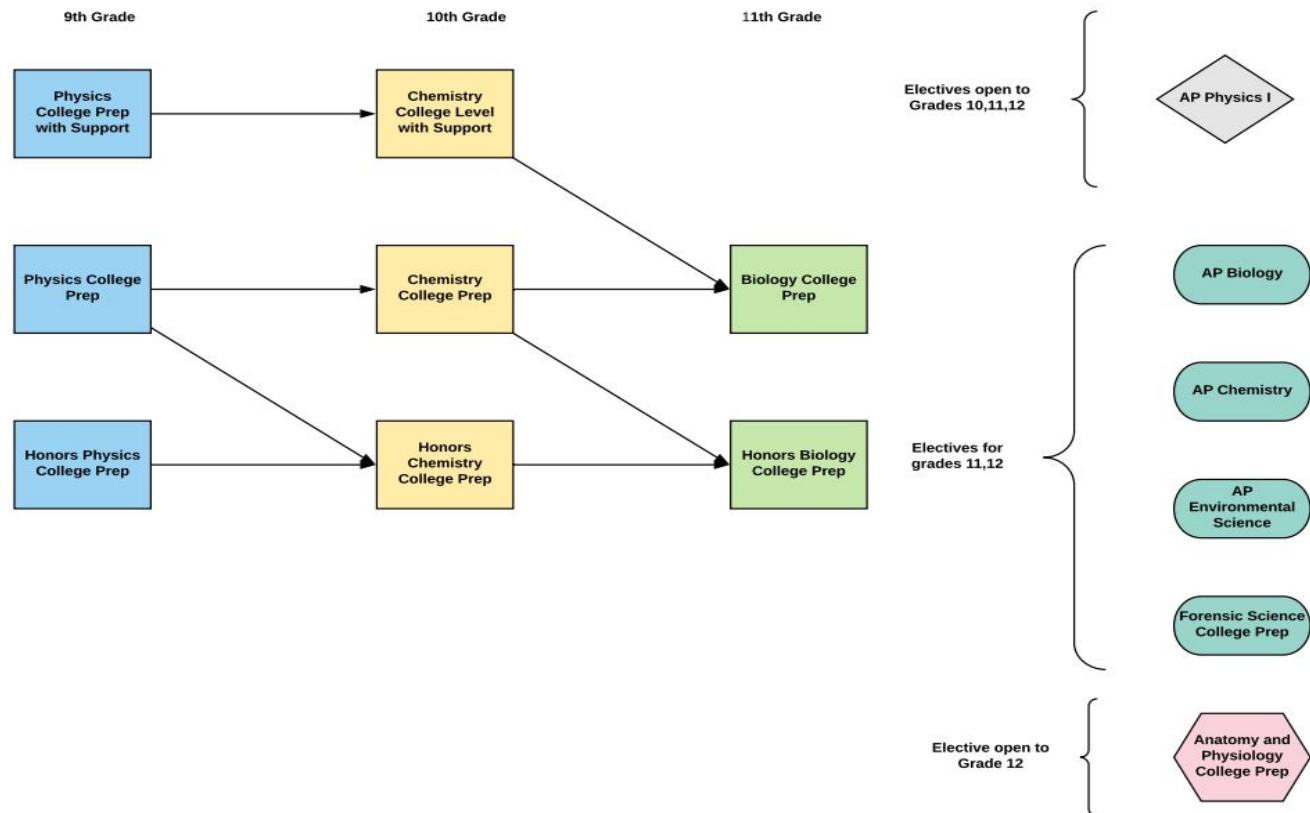 9th Grade
10th Grade
11th Grade
Physics
College Prep
with Support
Chemistry
College Level
with Support
Electives open to
Grades 10,11,12
AP Physics I
Physics College
Prep
Chemistry
College Prep
Biology College
Prep
AP Biology
AP Chemistry
Honors Physics
College Prep
Honors
Chemistry
College Prep
Honors Biology
College Prep
Electives for
grades 11,12
AP
Environmental
Science
Forensic Science
College Prep
Elective open to
Grade 12
Anatomy and
Physiology
College Prep